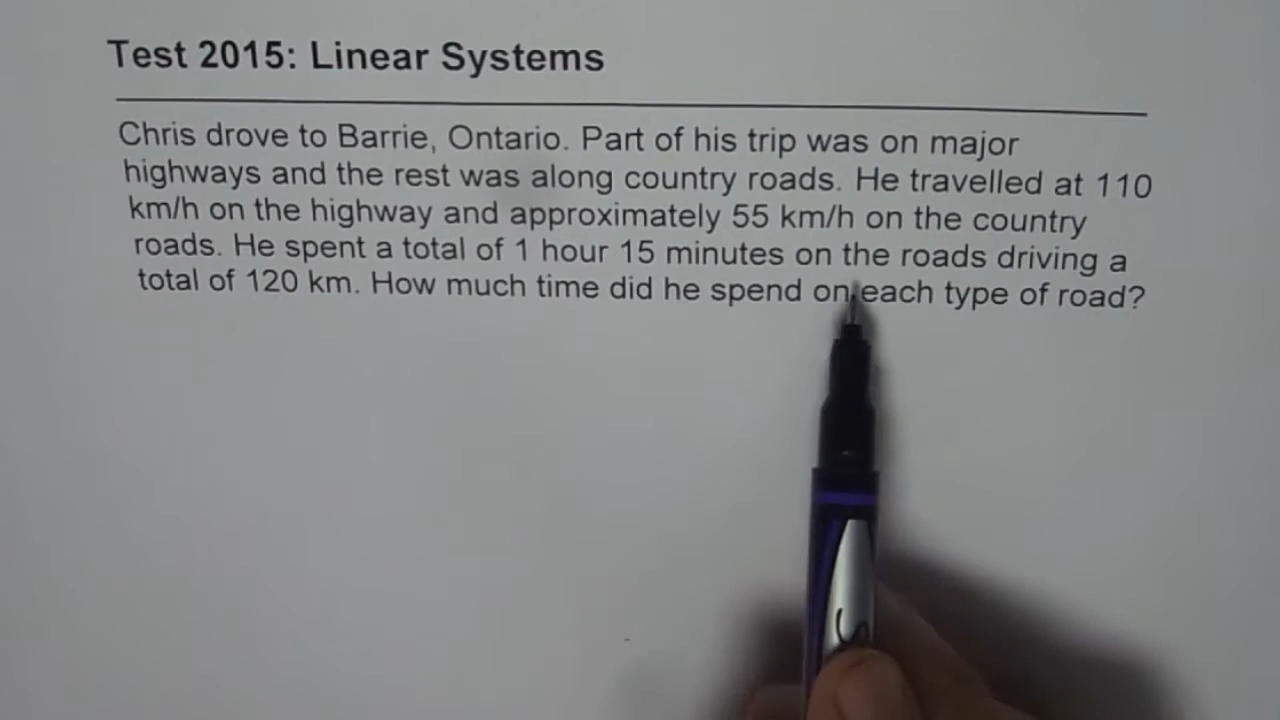 Test 2015: Linear Systems
Chris drove to Barrie, Ontario. Part of his trip was on major
highways and the rest was along country roads. He travelled at 110
km/h on the highway and approximately 55 km/h on the country
roads. He spent a total of 1 hour 15 minutes on the roads driving a
total of 120 km. How much time did he spend on each type of road?